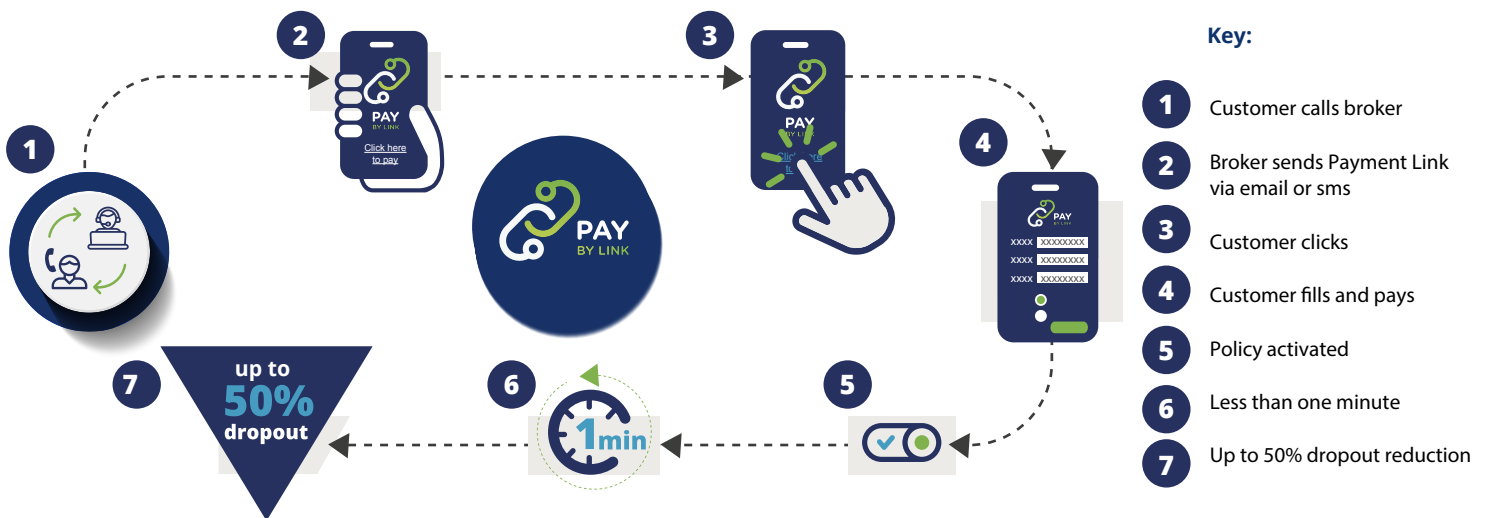 1
2
PAY
BY LINK
Click here
to pay
3
PAY
BY LINK
4
PAY
BY LINK
xxxx xxxxxxxx
xxxx xxxxxxxx
xxxx xxxxxxxx
PAY
BY LINK
5
6
1min
7
up to
50%
dropout
Key:
1 Customer calls broker
2 Broker sends Payment Link
via email or sms
3 Customer clicks
4 Customer fills and pays
5 Policy activated
6 Less than one minute
7 Up to 50% dropout reduction